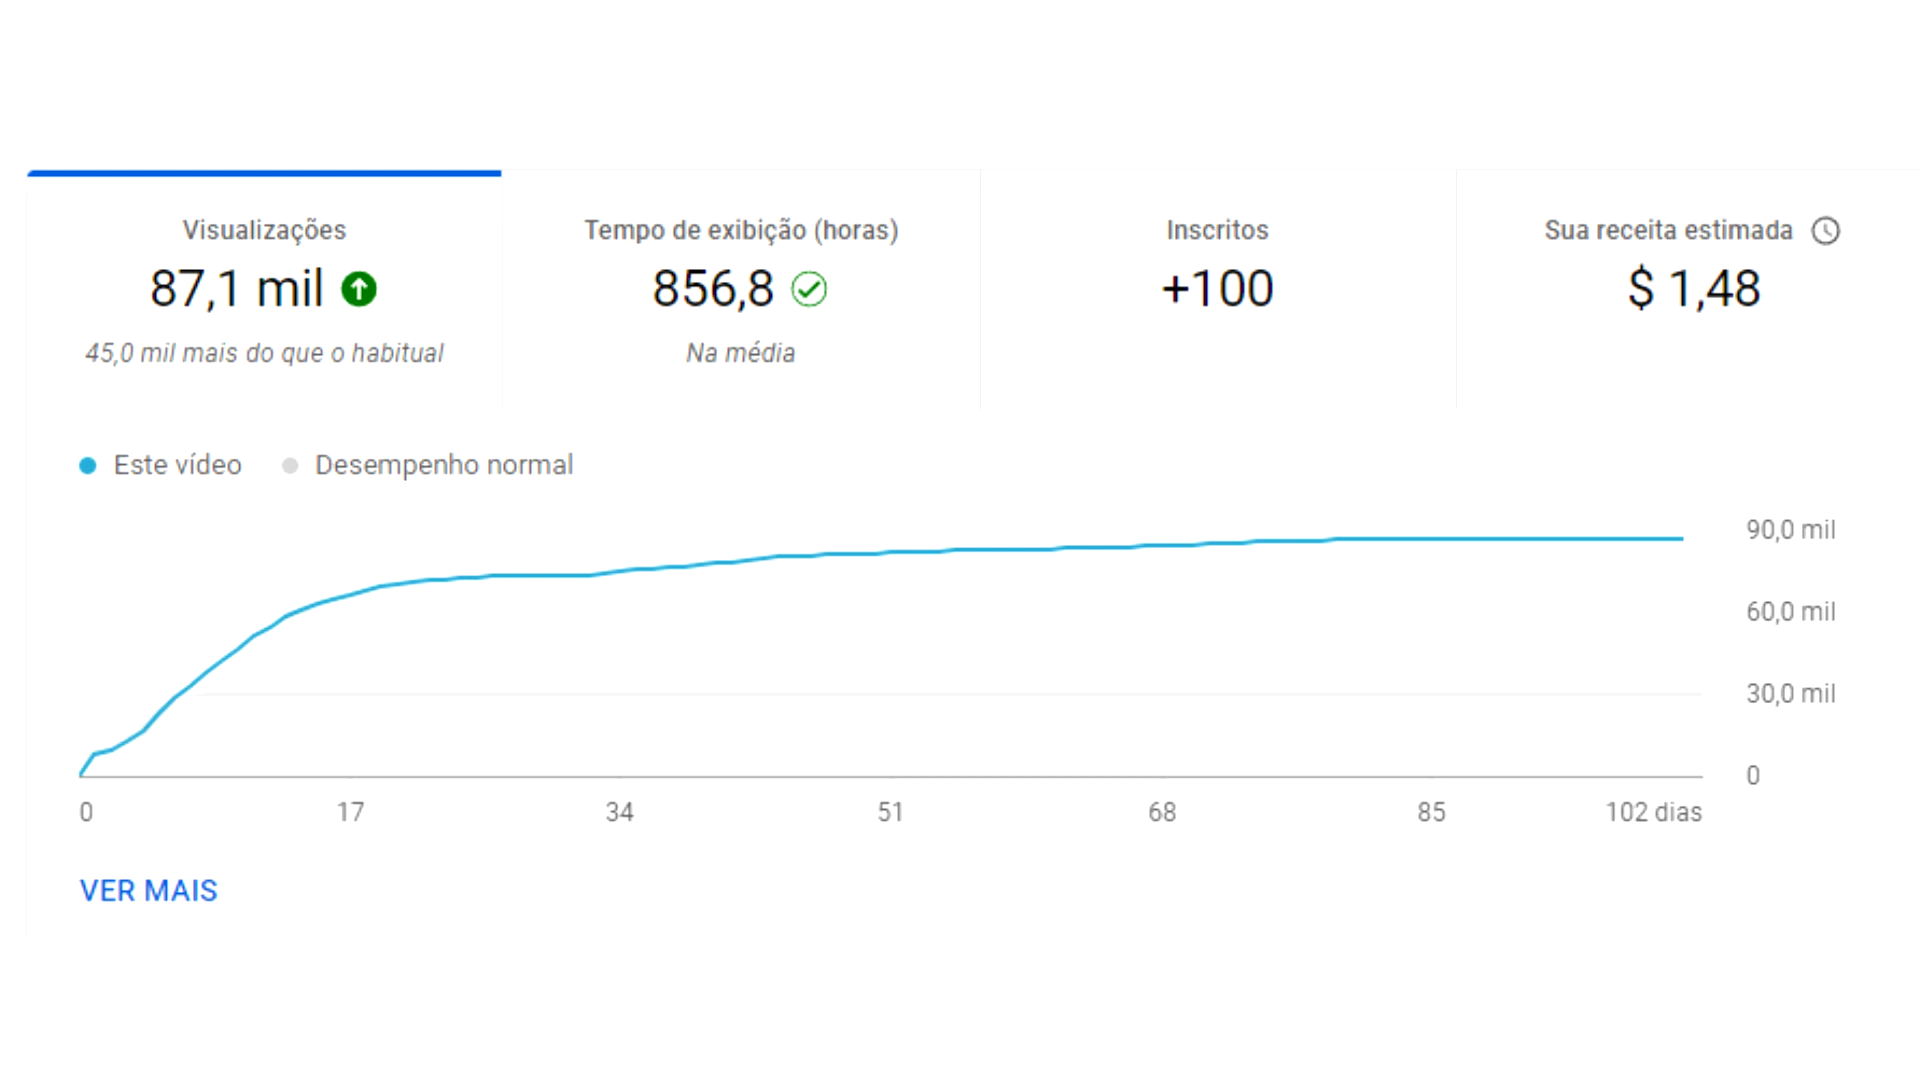 Visualizações
87,1 mil
45,0 mil mais do que o habitual
Tempo de exibição (horas)
856,8
Na média
Inscritos
+100
Sua receita estimada
$ 1,48
Este vídeo
Desempenho normal
90,0 mil
60,0 mil
30,0 mil
0
0 17 34 51 68 85 102 dias
VER MAIS